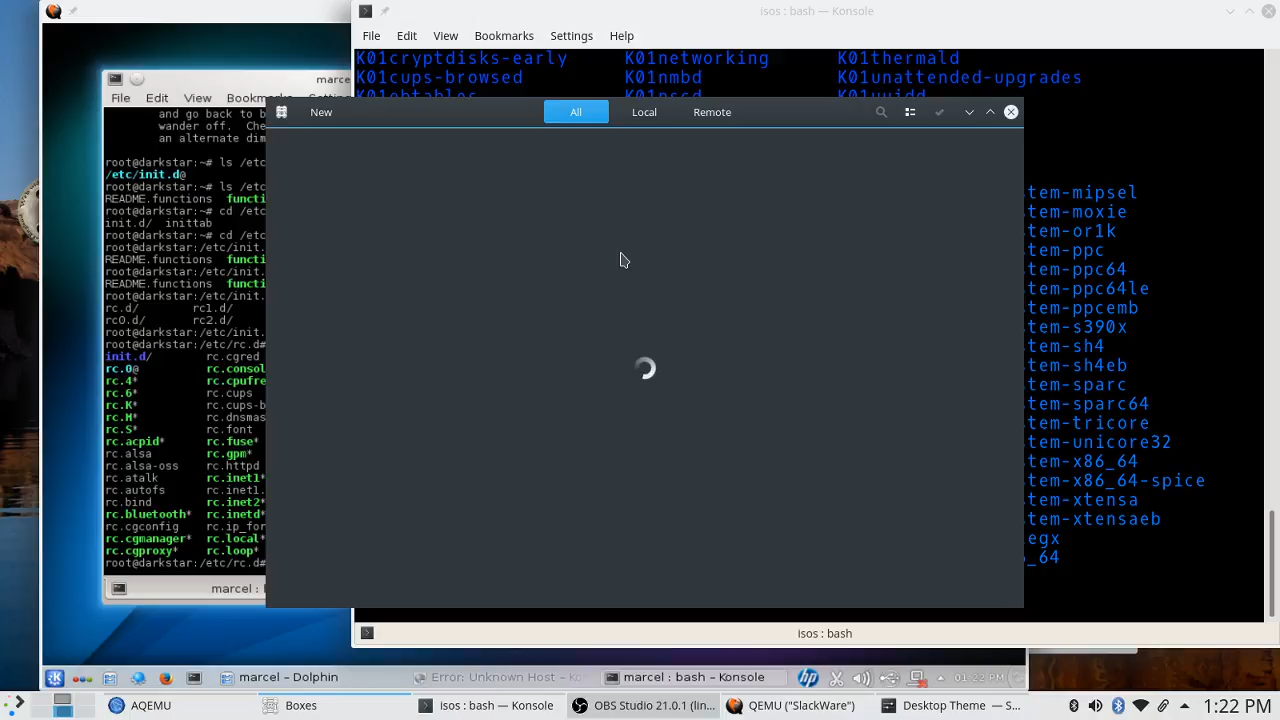 isos : bash — Konsole
File Edit View Bookmarks Settings Help
K01cryptdisks-early K01networking K01thermald
K01cups-browsed K01nmbd K01unattended-upgrades
K01ebtables K01nscd K01uuidd
marce
File Edit View Bookmarks
and go back to b
wander off. Che
an alternate dim
root@darkstar:~# ls /etc
/etc/init.d@
root@darkstar:~# ls /etc
README.functions functi
root@darkstar:~# cd /etc
init.d/ inittab
root@darkstar:~# cd /etc
root@darkstar:/etc/init.
README.functions functi
root@darkstar:/etc/init.
README.functions functi
root@darkstar:/etc/init.
rc.d/ rc1.d/
rc0.d/ rc2.d/
root@darkstar:/etc/init.
root@darkstar:/etc/rc.d#
init.d/ rc.cgred
rc.0@ rc.consol
rc.4* rc.cpufre
rc.6* rc.cups
rc.K* rc.cups-b
rc.M* rc.dnsmas
rc.S* rc.font
rc.acpid* rc.fuse*
rc.alsa rc.gpm*
rc.alsa-oss rc.httpd
rc.atalk rc.inet1*
rc.autofs rc.inet1.
rc.bind rc.inet2*
rc.bluetooth* rc.inetd*
rc.cgconfig rc.ip_for
rc.cgmanager* rc.local*
rc.cgproxy* rc.loop*
root@darkstar:/etc/rc.d#
marcel :
New All Local Remote
tem-mipsel
tem-moxie
tem-or1k
tem-ppc
tem-ppc64
tem-ppc64le
tem-ppcemb
tem-s390x
tem-sh4
tem-sh4eb
tem-sparc
tem-sparc64
tem-tricore
tem-unicore32
tem-x86_64
tem-x86_64-spice
tem-xtensa
tem-xtensaeb
egx
_64
isos : bash
marcel – Dolphin Error: Unknown Host – Ko marcel : bash – Konsole hp 01:22 PM
AQEMU Boxes isos : bash — Konsole OBS Studio 21.0.1 (lin... QEMU ("SlackWare") Desktop Theme — S... 1:22 PM